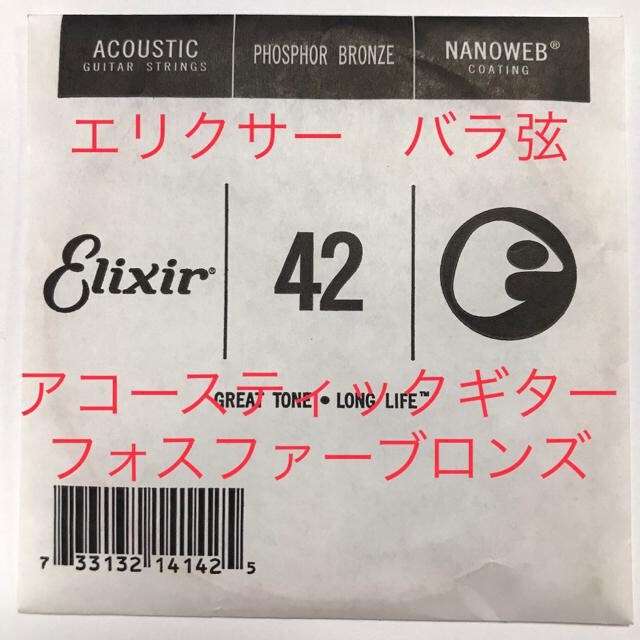 ACOUSTIC
GUITAR STRINGS
PHOSPHOR BRONZE
NANOWEB®
COATING
エリクサー　バラ弦
Elixir®
42
アコースティックギター
GREAT TONE • LONG LIFE™
フォスファーブロンズ
7 33132 14142 5